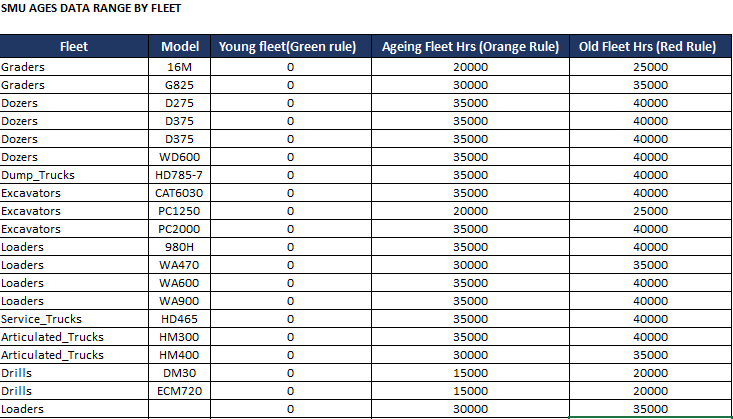 SMU AGES DATA RANGE BY FLEET
Fleet Model Young fleet(Green rule) Ageing Fleet Hrs (Orange Rule) Old Fleet Hrs (Red Rule)
Graders 16M 0 20000 25000
Graders G825 0 30000 35000
Dozers D275 0 35000 40000
Dozers D375 0 35000 40000
Dozers D375 0 35000 40000
Dozers WD600 0 35000 40000
Dump_Trucks HD785-7 0 35000 40000
Excavators CAT6030 0 35000 40000
Excavators PC1250 0 20000 25000
Excavators PC2000 0 35000 40000
Loaders 980H 0 35000 40000
Loaders WA470 0 30000 35000
Loaders WA600 0 35000 40000
Loaders WA900 0 35000 40000
Service_Trucks HD465 0 35000 40000
Articulated_Trucks HM300 0 35000 40000
Articulated_Trucks HM400 0 30000 35000
Drills DM30 0 15000 20000
Drills ECM720 0 15000 20000
Loaders 0 30000 35000